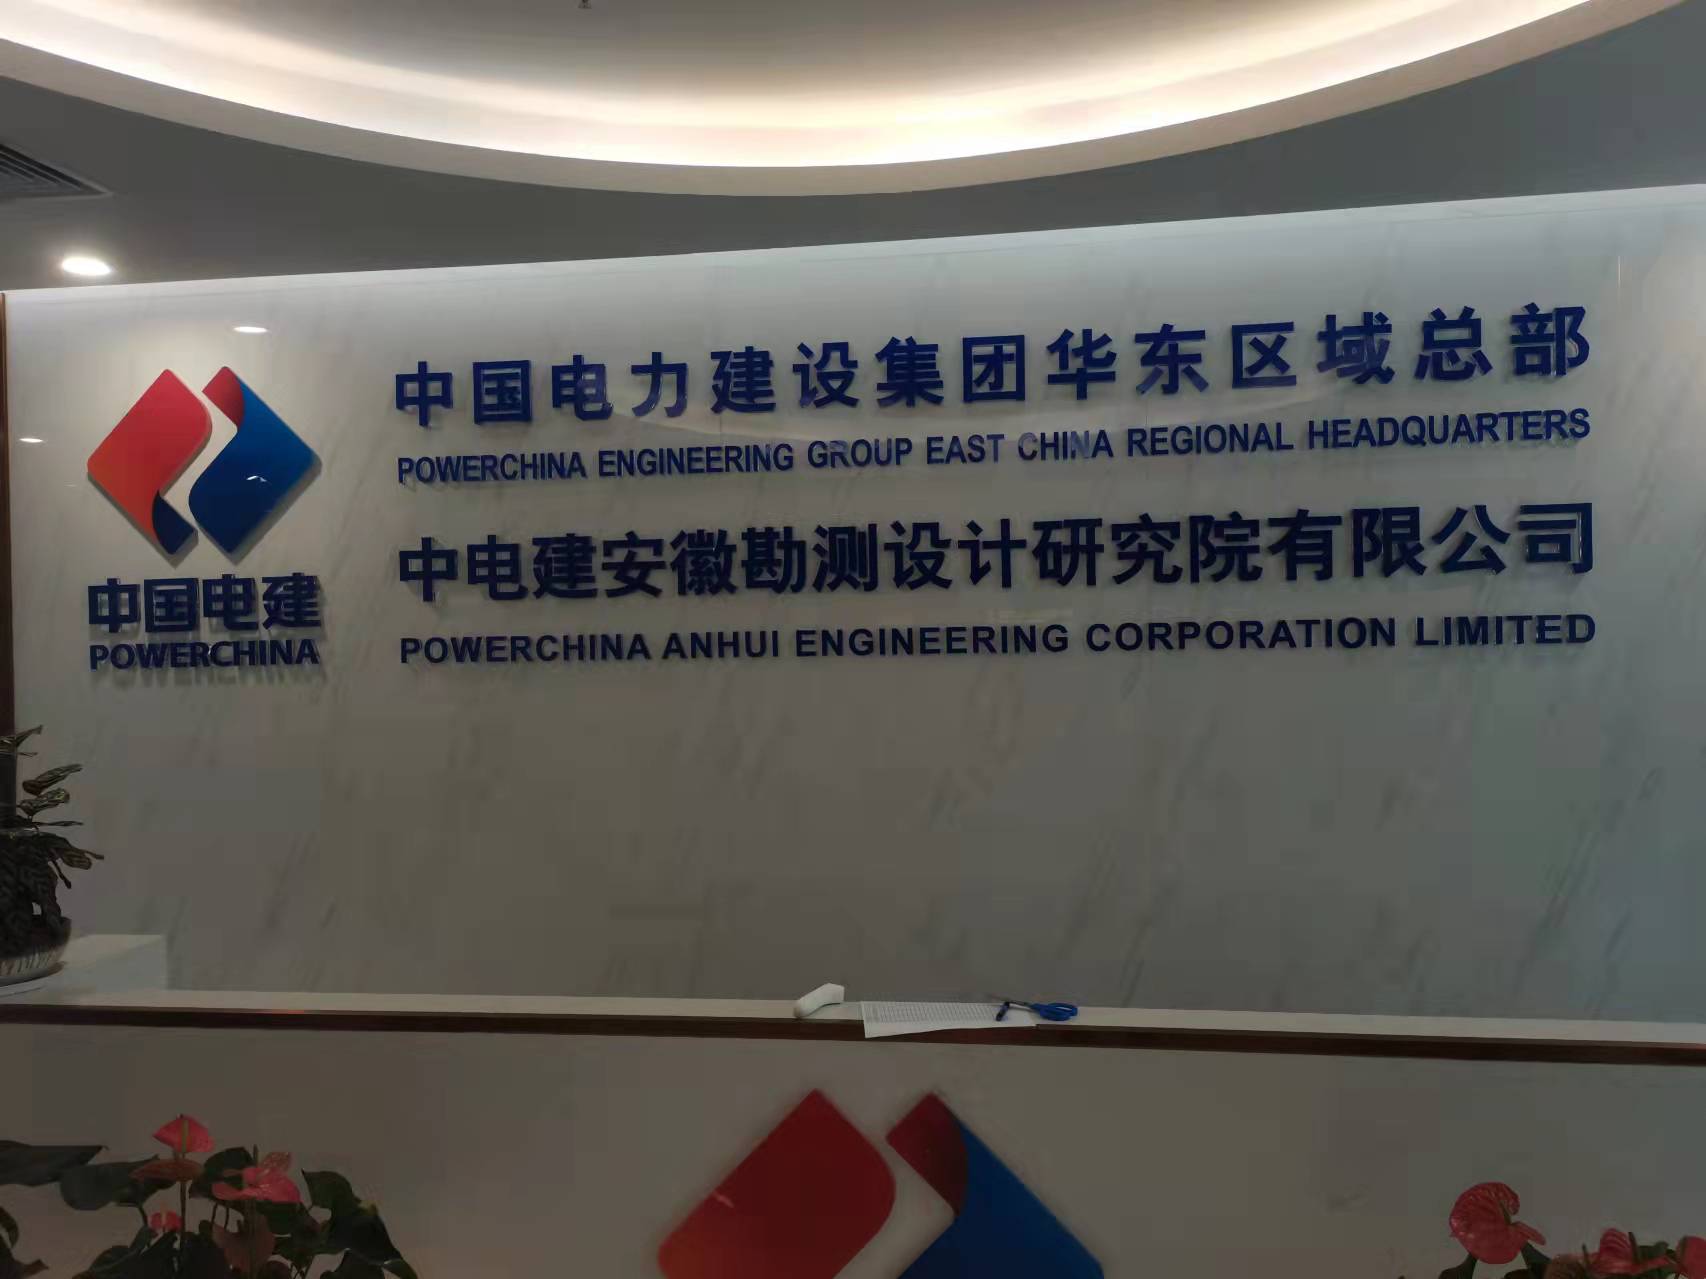 中国电建
POWERCHINA
中国电力建设集团华东区域总部
POWERCHINA ENGINEERING GROUP EAST CHINA REGIONAL HEADQUARTERS
中电建安徽勘测设计研究院有限公司
POWERCHINA ANHUI ENGINEERING CORPORATION LIMITED